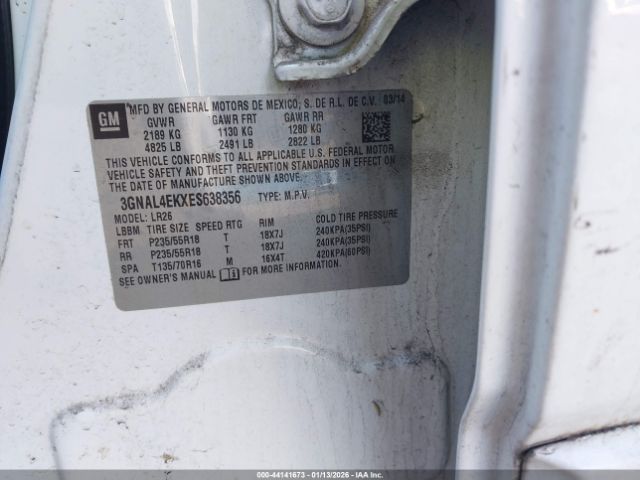 GM
MFD BY GENERAL MOTORS DE MEXICO, S. DE R.L. DE C.V. 03/14
GVWR GAWR FRT GAWR RR
2189 KG 1130 KG 1280 KG
4825 LB 2491 LB 2822 LB
THIS VEHICLE CONFORMS TO ALL APPLICABLE U.S. FEDERAL MOTOR
VEHICLE SAFETY AND THEFT PREVENTION STANDARDS IN EFFECT ON
THE DATE OF MANUFACTURE SHOWN ABOVE.
3GNAL4EKXES638356 TYPE: M.P.V.
MODEL: LR26
LBBM TIRE SIZE SPEED RTG RIM COLD TIRE PRESSURE
FRT P235/55R18 T 18X7J 240KPA(35PSI)
RR P235/55R18 T 18X7J 240KPA(35PSI)
SPA T135/70R16 M 16X4T 420KPA(60PSI)
SEE OWNER'S MANUAL FOR MORE INFORMATION.
000-44141673 - 01/13/2026 - IAAI.COM